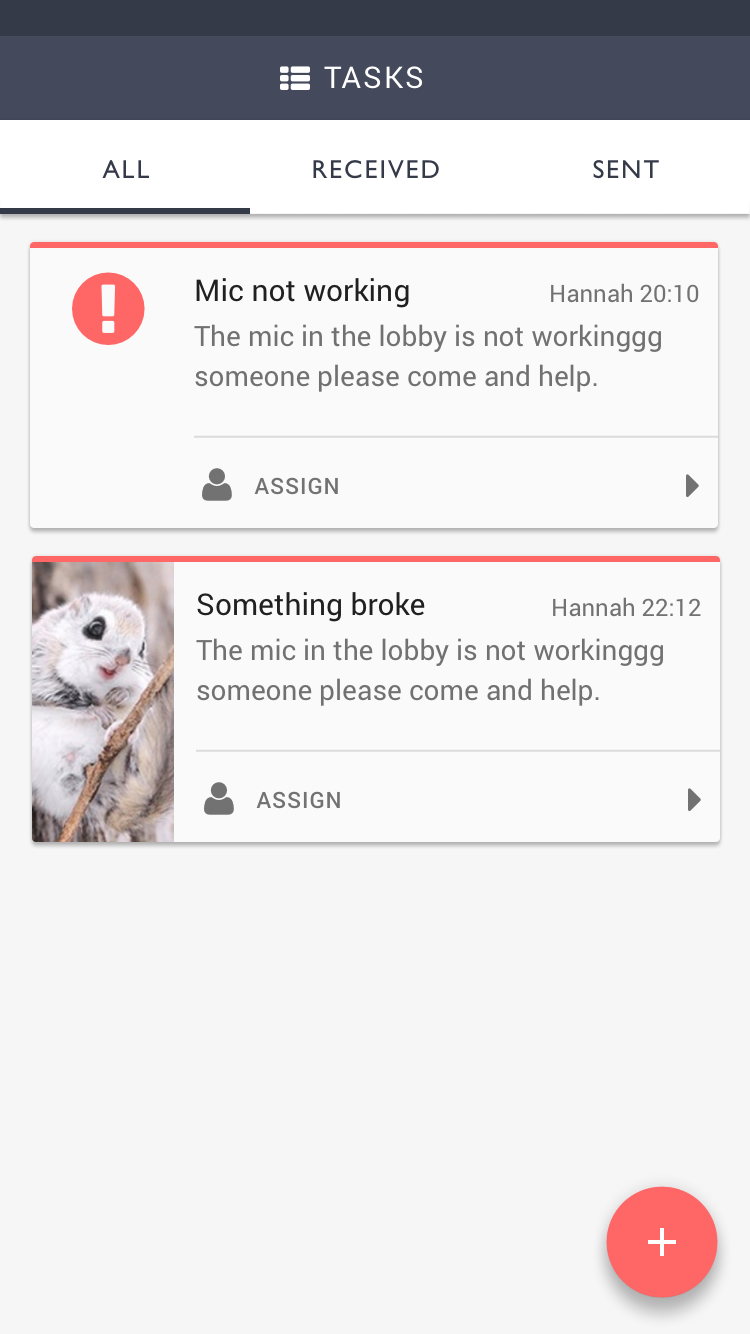 TASKS
ALL RECEIVED SENT
Mic not working Hannah 20:10
The mic in the lobby is not workinggg
someone please come and help.
ASSIGN
Something broke Hannah 22:12
The mic in the lobby is not workinggg
someone please come and help.
ASSIGN